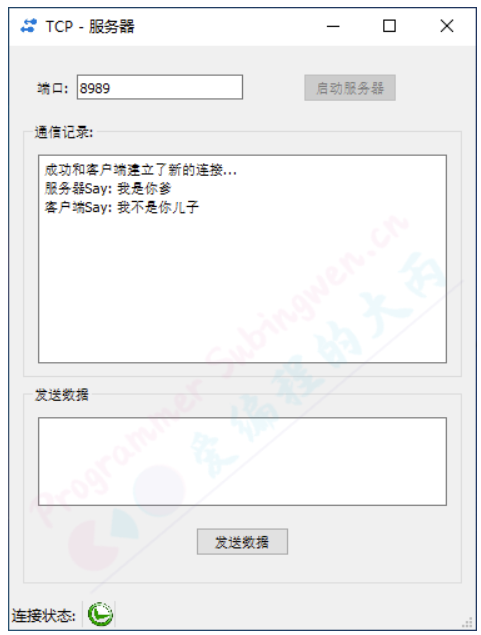 TCP - 服务器
端口: 8989 启动服务器
通信记录:
成功和客户端建立了新的连接...
服务器Say: 我是你爹
客户端Say: 我不是你儿子
发送数据
发送数据
连接状态:
Programmer Subingwen.cn
爱编程的大丙